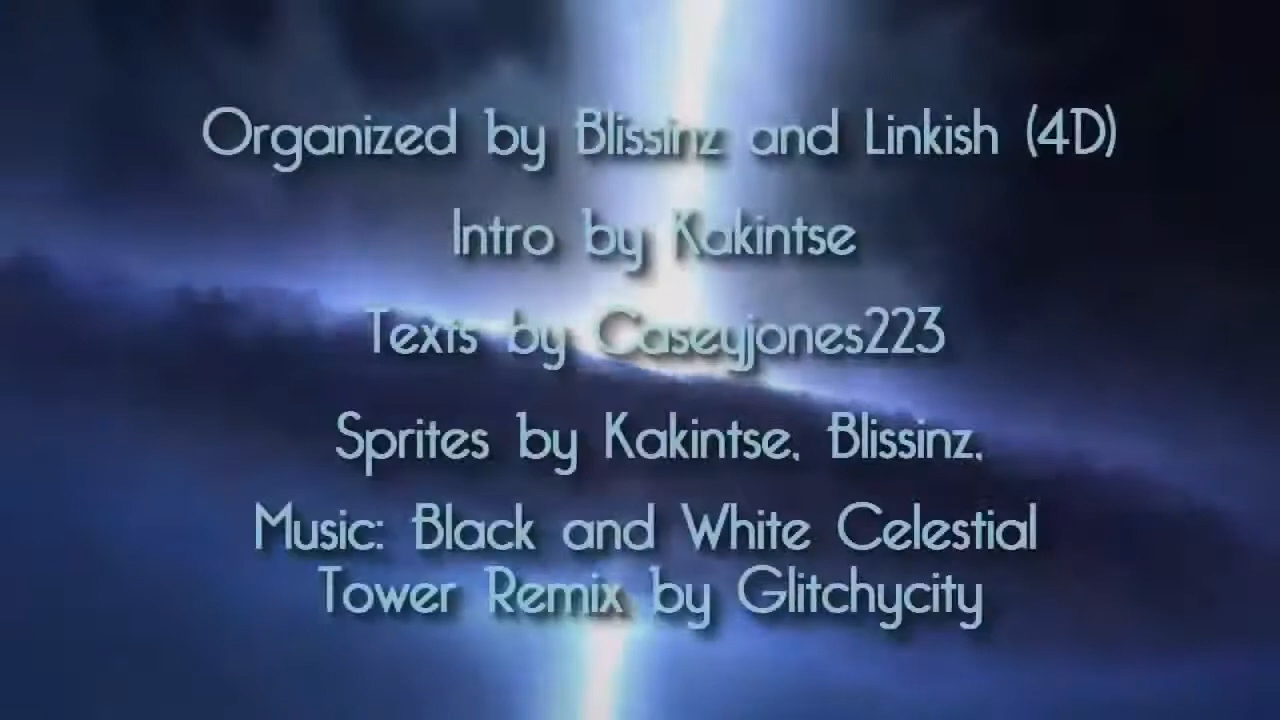 Organized by Blissinz and Linkish (4D)
Intro by Kakintse
Texts by Caseyjones223
Sprites by Kakintse, Blissinz,
Music: Black and White Celestial
Tower Remix by Glitchycity